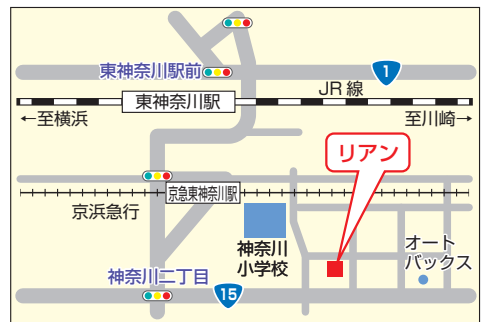 東神奈川駅前
1
JR線
東神奈川駅
←至横浜
至川崎→
リアン
京急東神奈川駅
京浜急行
神奈川
小学校
オート
バックス
神奈川二丁目
15